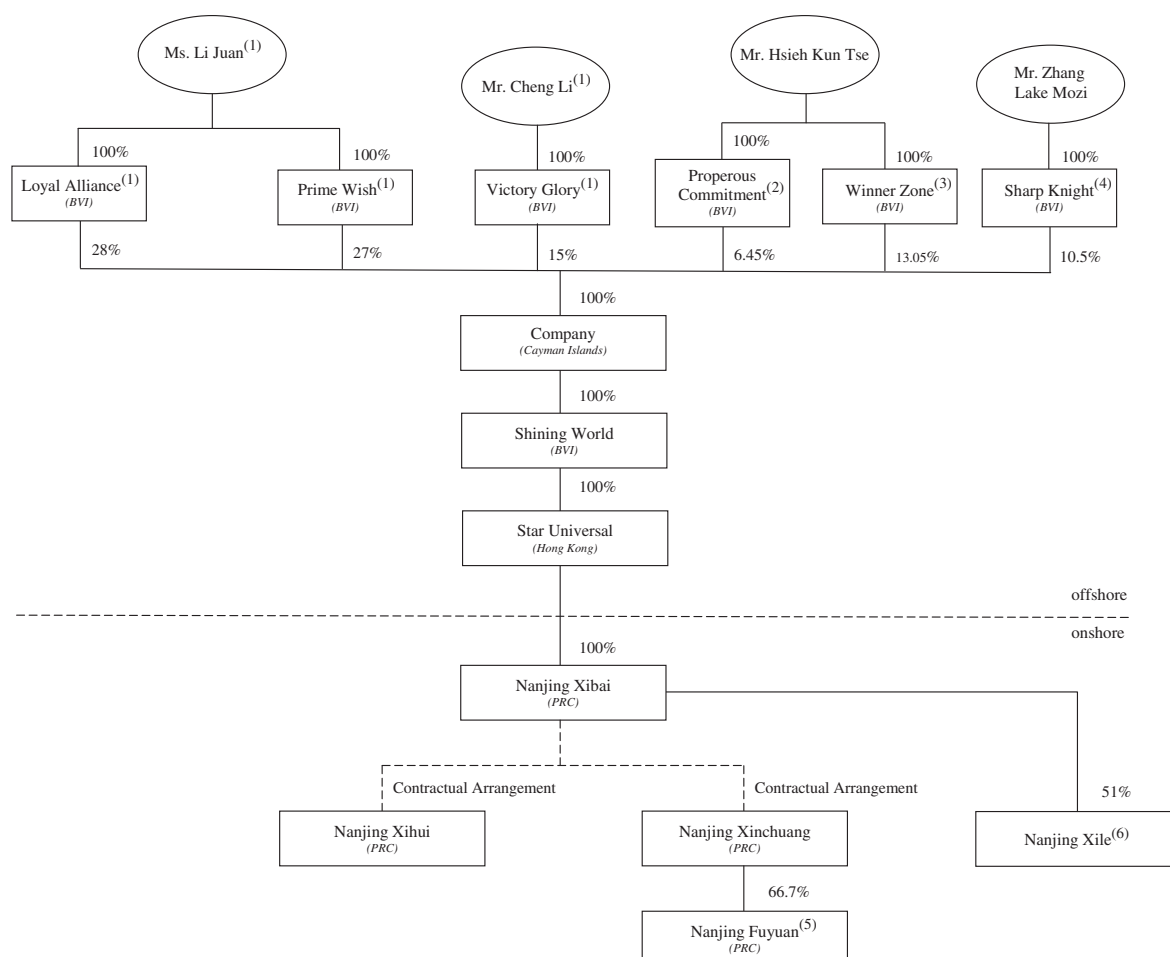 Ms. Li Juan(1)
Mr. Cheng Li(1)
Mr. Hsieh Kun Tse
Mr. Zhang
Lake Mozi
100%
100%
100%
100%
100%
100%
Loyal Alliance(1)
(BVI)
Prime Wish(1)
(BVI)
Victory Glory(1)
(BVI)
Properous
Commitment(2)
(BVI)
Winner Zone(3)
(BVI)
Sharp Knight(4)
(BVI)
28%
27%
15%
6.45%
13.05%
10.5%
100%
Company
(Cayman Islands)
100%
Shining World
(BVI)
100%
Star Universal
(Hong Kong)
offshore
onshore
100%
Nanjing Xibai
(PRC)
Contractual Arrangement
Contractual Arrangement
51%
Nanjing Xihui
(PRC)
Nanjing Xinchuang
(PRC)
Nanjing Xile(6)
66.7%
Nanjing Fuyuan(5)
(PRC)